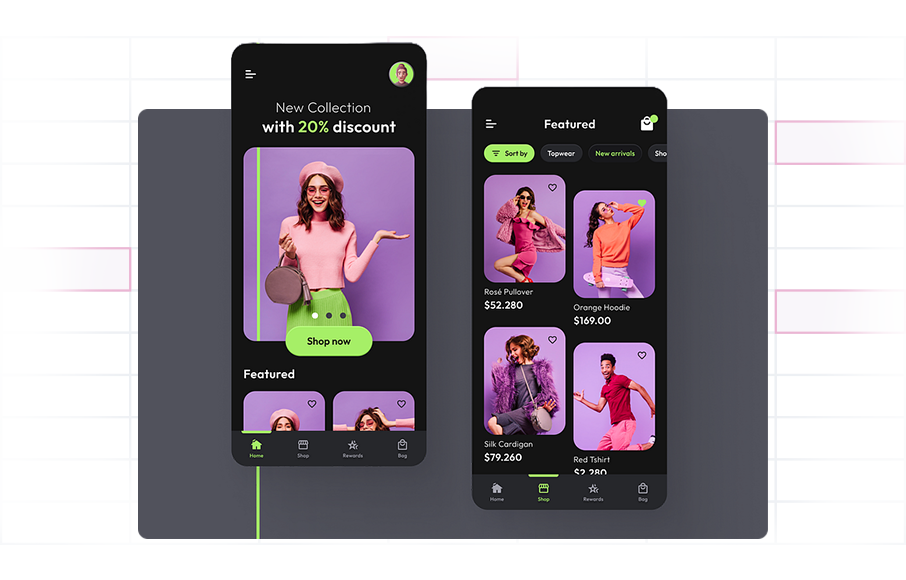 New Collection
with 20% discount
Shop now
Featured
Home
Shop
Rewards
Bag
Featured
Sort by
Topwear
New arrivals
Sho
Rosé Pullover
$52.280
Orange Hoodie
$169.00
Silk Cardigan
$79.260
Red Tshirt
$2.280
Home
Shop
Rewards
Bag